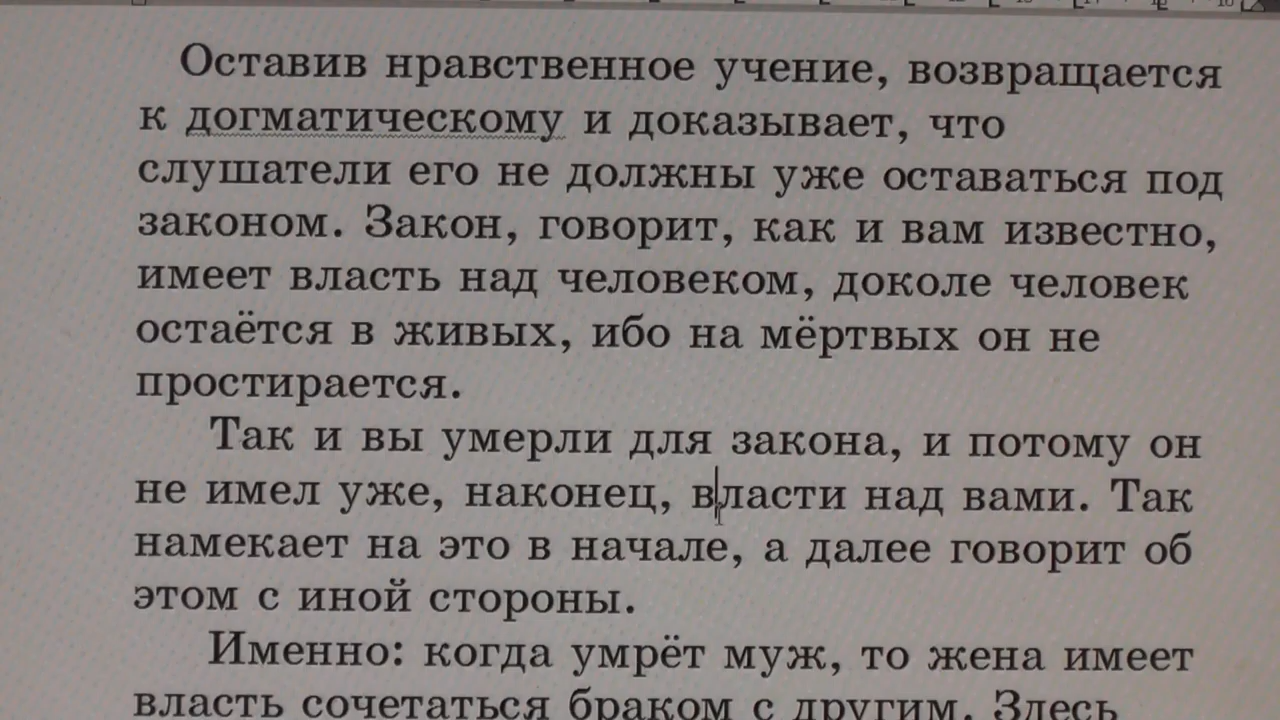 Оставив нравственное учение, возвращается
к догматическому и доказывает, что
слушатели его не должны уже оставаться под
законом. Закон, говорит, как и вам известно,
имеет власть над человеком, доколе человек
остаётся в живых, ибо на мёртвых он не
простирается.
Так и вы умерли для закона, и потому он
не имел уже, наконец, власти над вами. Так
намекает на это в начале, а далее говорит об
этом с иной стороны.
Именно: когда умрёт муж, то жена имеет
власть сочетаться браком с другим. Здесь